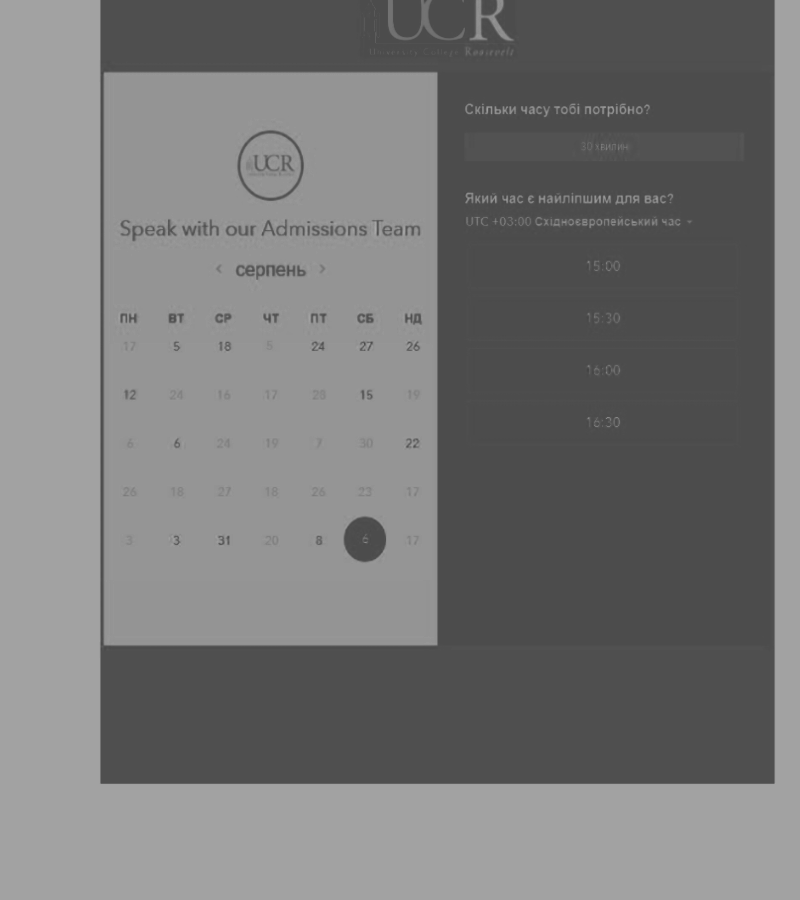 UCR
University College Roosevelt
UCR
Speak with our Admissions Team
‹ серпень ›
ПН ВТ СР ЧТ ПТ СБ НД
17 5 18 5 24 27 26
12 24 16 17 28 15 19
6 6 24 19 7 30 22
26 18 27 18 26 23 17
3 3 31 20 8 6 17
Скільки часу тобі потрібно?
30 хвилин
Який час є найліпшим для вас?
UTC +03:00 Східноєвропейський час
15:00
15:30
16:00
16:30